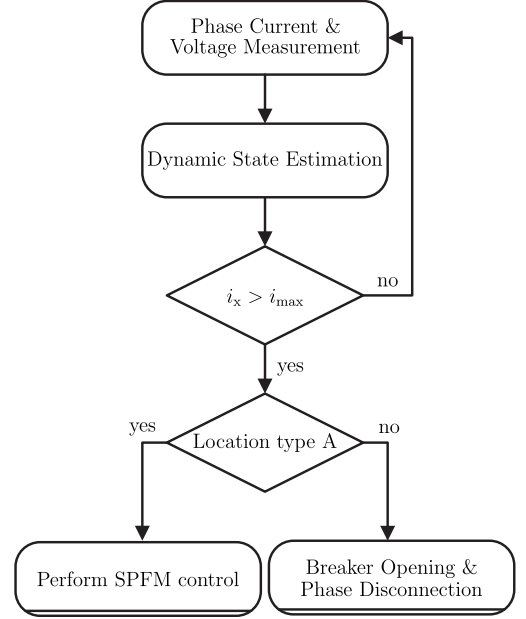 Phase Current &
Voltage Measurement
Dynamic State Estimation
iₓ > iₘₐₓ
no
yes
Location type A
yes
no
Perform SPFM control
Breaker Opening &
Phase Disconnection